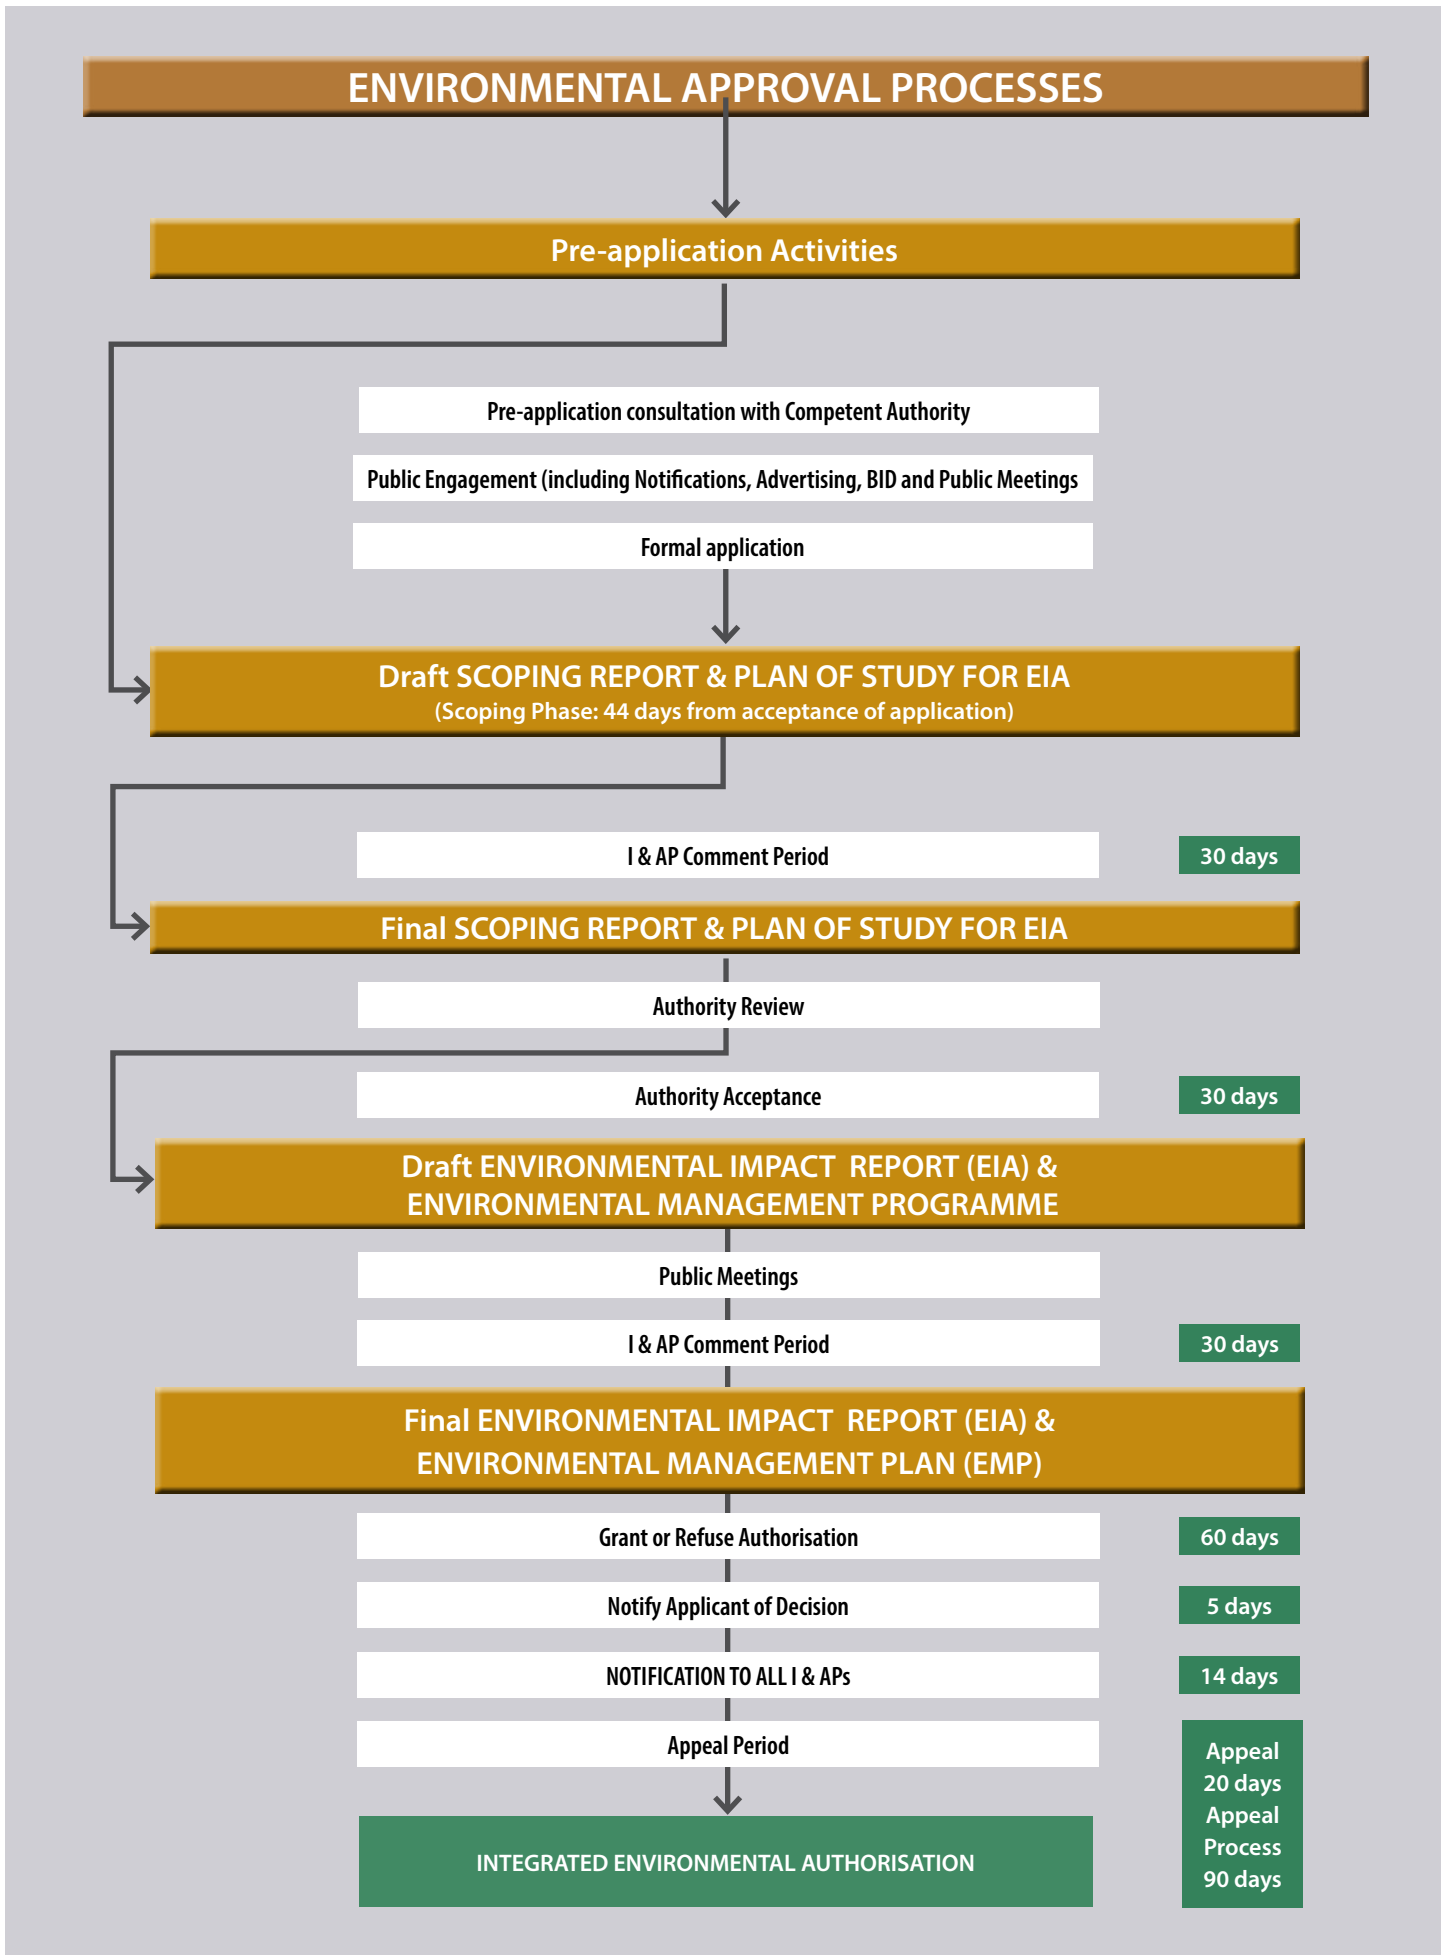 ENVIRONMENTAL APPROVAL PROCESSES
Pre-application Activities
Pre-application consultation with Competent Authority
Public Engagement (including Notifications, Advertising, BID and Public Meetings
Formal application
Draft SCOPING REPORT & PLAN OF STUDY FOR EIA
(Scoping Phase: 44 days from acceptance of application)
I & AP Comment Period
30 days
Final SCOPING REPORT & PLAN OF STUDY FOR EIA
Authority Review
Authority Acceptance
30 days
Draft ENVIRONMENTAL IMPACT REPORT (EIA) &
ENVIRONMENTAL MANAGEMENT PROGRAMME
Public Meetings
I & AP Comment Period
30 days
Final ENVIRONMENTAL IMPACT REPORT (EIA) &
ENVIRONMENTAL MANAGEMENT PLAN (EMP)
Grant or Refuse Authorisation
60 days
Notify Applicant of Decision
5 days
NOTIFICATION TO ALL I & APs
14 days
Appeal Period
Appeal
20 days
Appeal
Process
90 days
INTEGRATED ENVIRONMENTAL AUTHORISATION